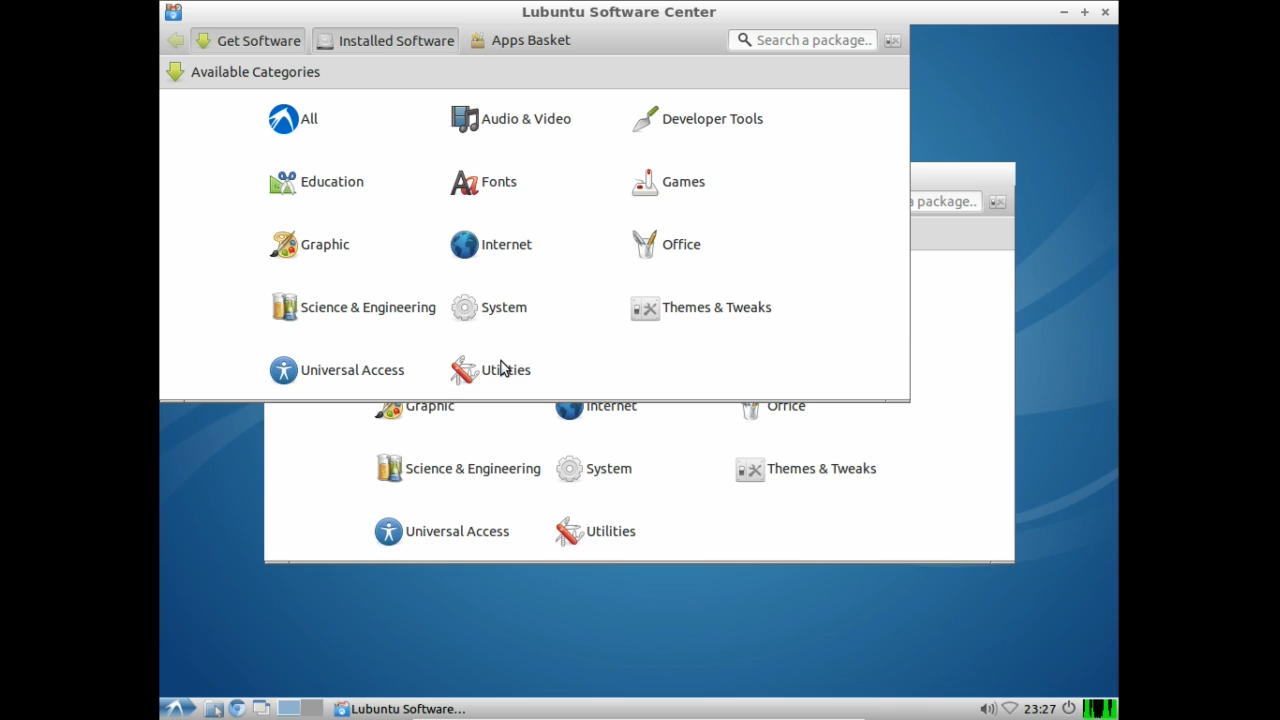 Lubuntu Software Center
Get Software Installed Software Apps Basket Search a package..
Available Categories
All Audio & Video Developer Tools
Education Fonts Games
a package..
Graphic Internet Office
Science & Engineering System Themes & Tweaks
Universal Access Utilities
Graphic Internet Office
Science & Engineering System Themes & Tweaks
Universal Access Utilities
Lubuntu Software... 23:27